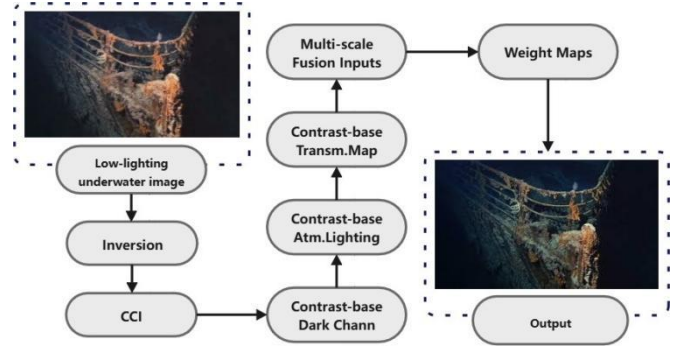 Low-lighting
underwater image
Inversion
CCI
Contrast-base
Dark Chann
Contrast-base
Atm.Lighting
Contrast-base
Transm.Map
Multi-scale
Fusion Inputs
Weight Maps
Output